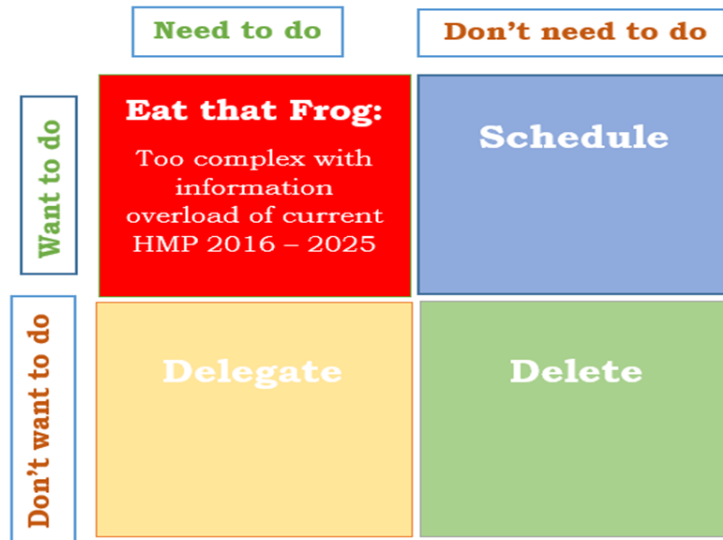 Need to do
Don't need to do
Want to do
Eat that Frog:
Too complex with
information
overload of current
HMP 2016 – 2025
Schedule
Don't want to do
Delegate
Delete